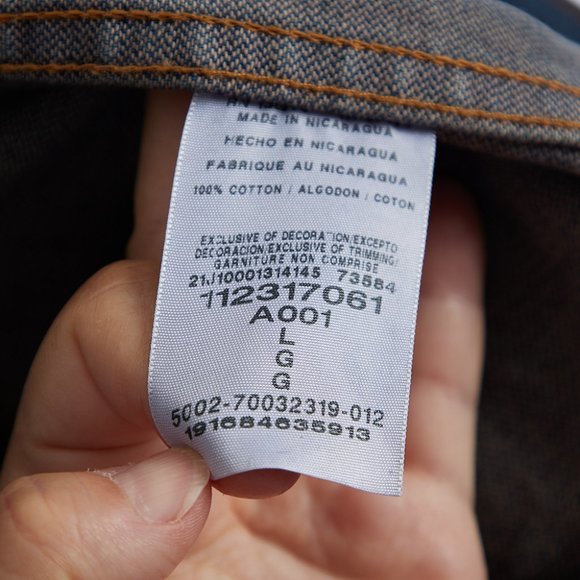 MADE IN NICARAGUA
HECHO EN NICARAGUA
FABRIQUE AU NICARAGUA
100% COTTON / ALGODON / COTON
EXCLUSIVE OF DECORATION/EXCEPTO
DECORACION/EXCLUSIVE OF TRIMMING/
GARNITURE NON COMPRISE
21J10001314145 73584
112317061
A001
L
G
G
5002-70032319-012
191684635913